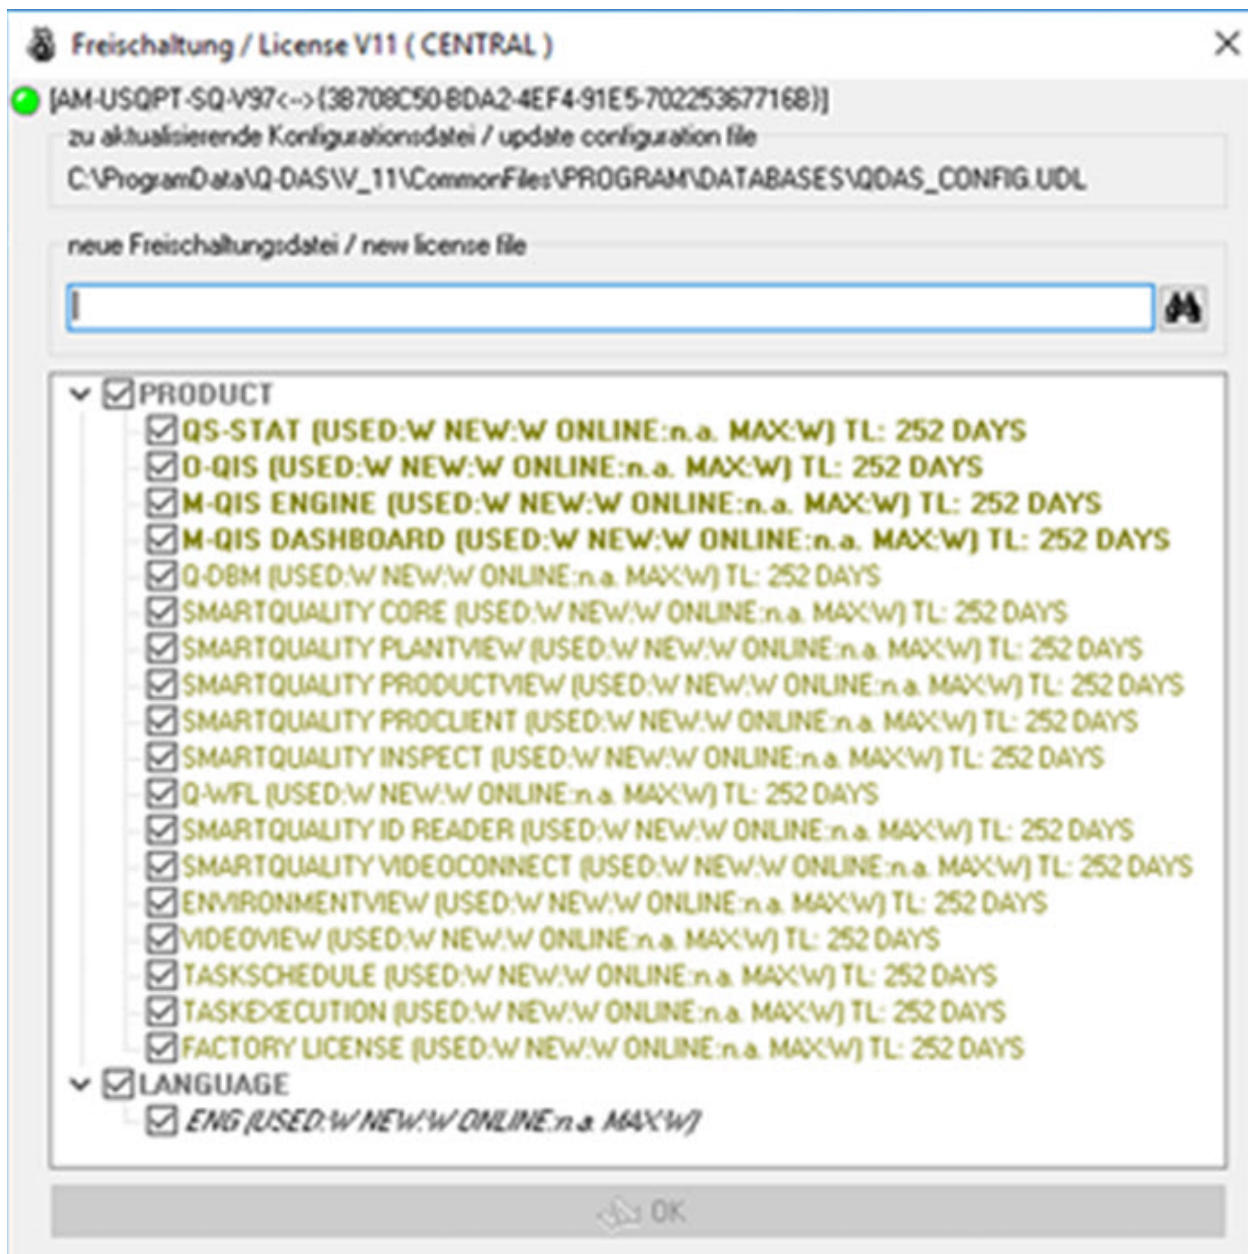 Freischaltung / License V11 ( CENTRAL )
[AM-USQPT-SQ-V97<-->{3B708C50-BDA2-4EF4-91E5-70225367716B}]
zu aktualisierende Konfigurationsdatei / update configuration file
C:\ProgramData\Q-DAS\V_11\CommonFiles\PROGRAM\DATABASES\QDAS_CONFIG.UDL
neue Freischaltungsdatei / new license file
PRODUCT
QS-STAT (USED:W NEW:W ONLINE:n.a. MAX:W) TL: 252 DAYS
O-QIS (USED:W NEW:W ONLINE:n.a. MAX:W) TL: 252 DAYS
M-QIS ENGINE (USED:W NEW:W ONLINE:n.a. MAX:W) TL: 252 DAYS
M-QIS DASHBOARD (USED:W NEW:W ONLINE:n.a. MAX:W) TL: 252 DAYS
Q-DBM (USED:W NEW:W ONLINE:n.a. MAX:W) TL: 252 DAYS
SMARTQUALITY CORE (USED:W NEW:W ONLINE:n.a. MAX:W) TL: 252 DAYS
SMARTQUALITY PLANTVIEW (USED:W NEW:W ONLINE:n.a. MAX:W) TL: 252 DAYS
SMARTQUALITY PRODUCTVIEW (USED:W NEW:W ONLINE:n.a. MAX:W) TL: 252 DAYS
SMARTQUALITY PROCLIENT (USED:W NEW:W ONLINE:n.a. MAX:W) TL: 252 DAYS
SMARTQUALITY INSPECT (USED:W NEW:W ONLINE:n.a. MAX:W) TL: 252 DAYS
Q-WFL (USED:W NEW:W ONLINE:n.a. MAX:W) TL: 252 DAYS
SMARTQUALITY ID READER (USED:W NEW:W ONLINE:n.a. MAX:W) TL: 252 DAYS
SMARTQUALITY VIDEOCONNECT (USED:W NEW:W ONLINE:n.a. MAX:W) TL: 252 DAYS
ENVIRONMENTVIEW (USED:W NEW:W ONLINE:n.a. MAX:W) TL: 252 DAYS
VIDEOVIEW (USED:W NEW:W ONLINE:n.a. MAX:W) TL: 252 DAYS
TASKSCHEDULE (USED:W NEW:W ONLINE:n.a. MAX:W) TL: 252 DAYS
TASKEXECUTION (USED:W NEW:W ONLINE:n.a. MAX:W) TL: 252 DAYS
FACTORY LICENSE (USED:W NEW:W ONLINE:n.a. MAX:W) TL: 252 DAYS
LANGUAGE
ENG (USED:W NEW:W ONLINE:n.a. MAX:W)
OK